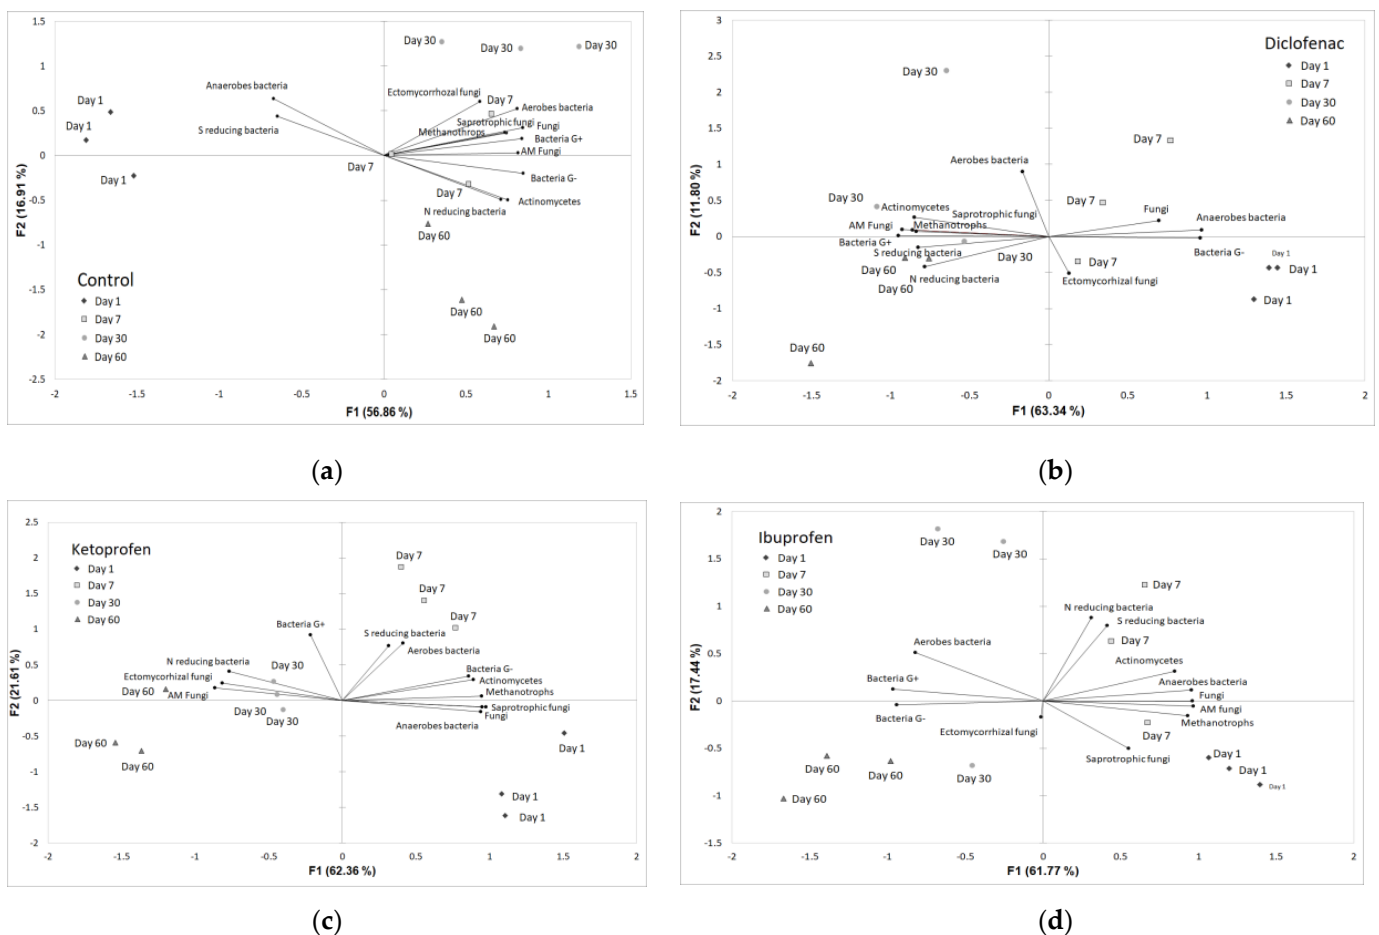 1.5
1
0.5
0
-0.5
-1
-1.5
-2
-2.5
F2 (16.91 %)
Day 30
Day 30
Day 30
Anaerobes bacteria
Ectomycorrhozal fungi
Day 1
Day 7
Aerobes bacteria
Day 1
S reducing bacteria
Saprotrophic fungi
Fungi
Methanothrops
Bacteria G+
AM Fungi
Day 7
Day 1
Bacteria G-
Day 7
Actinomycetes
N reducing bacteria
Day 60
Control
Day 1
Day 7
Day 30
Day 60
Day 60
Day 60
-2
-1.5
-1
-0.5
0
0.5
1
1.5
F1 (56.86 %)
(a)
3
2.5
2
1.5
1
0.5
0
-0.5
-1
-1.5
-2
F2 (11.80 %)
Diclofenac
Day 1
Day 7
Day 30
Day 60
Day 30
Day 7
Aerobes bacteria
Day 30
Actinomycetes
Saprotrophic fungi
Day 7
Fungi
Anaerobes bacteria
AM Fungi
Methanotrophs
Bacteria G+
S reducing bacteria
Day 30
Bacteria G-
Day 1
Day 60
Day 7
Day 1
Day 60
N reducing bacteria
Ectomycorhizal fungi
Day 1
Day 60
-2
-1.5
-1
-0.5
0
0.5
1
1.5
2
F1 (63.34 %)
(b)
2.5
2
1.5
1
0.5
0
-0.5
-1
-1.5
-2
F2 (21.61 %)
Ketoprofen
Day 1
Day 7
Day 30
Day 60
Day 7
Day 7
Day 7
Bacteria G+
S reducing bacteria
Aerobes bacteria
N reducing bacteria
Day 30
Bacteria G-
Ectomycorhizal fungi
Actinomycetes
Day 60
AM Fungi
Methanotrophs
Day 30
Day 30
Saprotrophic fungi
Fungi
Anaerobes bacteria
Day 60
Day 60
Day 1
Day 1
Day 1
-2
-1.5
-1
-0.5
0
0.5
1
1.5
2
F1 (62.36 %)
(c)
2
1.5
1
0.5
0
-0.5
-1
-1.5
F2 (17.44 %)
Ibuprofen
Day 1
Day 7
Day 30
Day 60
Day 30
Day 30
Day 7
N reducing bacteria
S reducing bacteria
Aerobes bacteria
Day 7
Actinomycetes
Bacteria G+
Anaerobes bacteria
Fungi
AM fungi
Bacteria G-
Methanotrophs
Ectomycorrhizal fungi
Day 7
Saprotrophic fungi
Day 1
Day 60
Day 60
Day 30
Day 1
Day 1
Day 60
-2
-1.5
-1
-0.5
0
0.5
1
1.5
2
F1 (61.77 %)
(d)